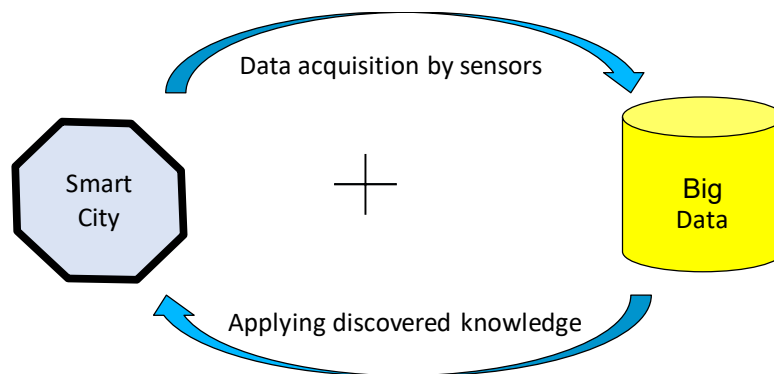 Data acquisition by sensors
Smart
City
Big
Data
Applying discovered knowledge